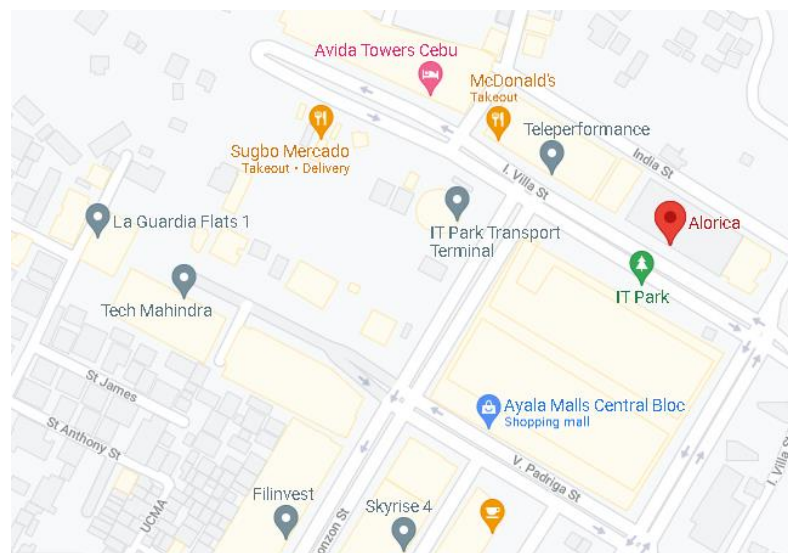 Avida Towers Cebu
McDonald's
Takeout
Teleperformance
Sugbo Mercado
Takeout • Delivery
India St
I. Villa St
La Guardia Flats 1
IT Park Transport
Terminal
Alorica
IT Park
Tech Mahindra
St James
Ayala Malls Central Bloc
Shopping mall
St Anthony St
I. Villa St
V. Padriga St
Filinvest
Skyrise 4
UCMA
onzon St